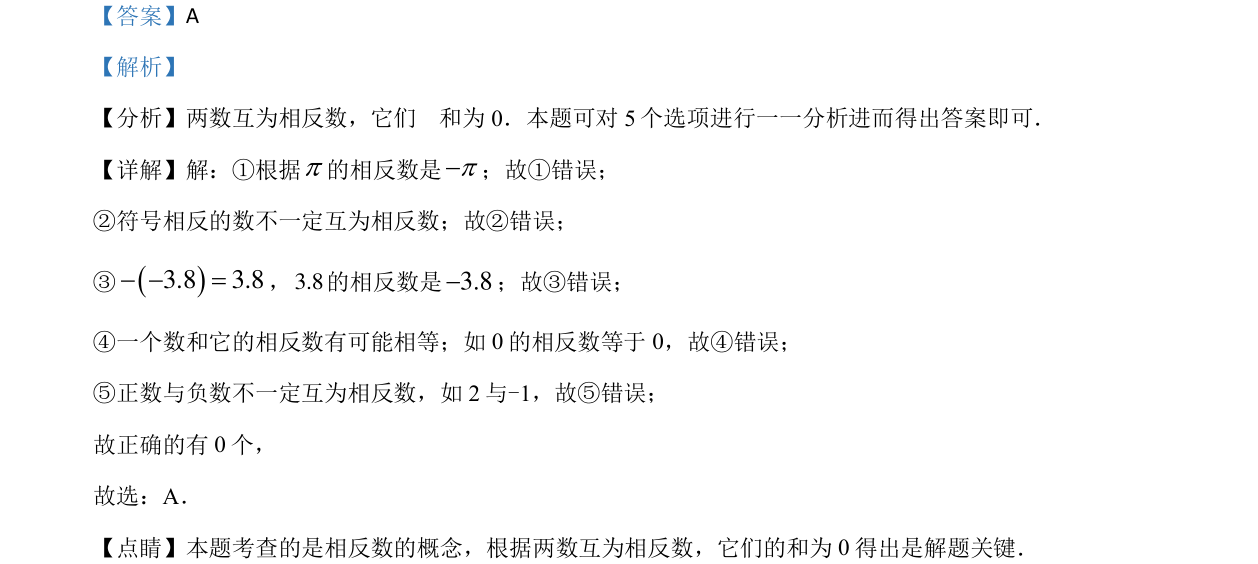 【答案】A
【解析】
【分析】两数互为相反数，它们 和为 0．本题可对 5 个选项进行一一分析进而得出答案即可．
【详解】解：①根据π的相反数是−π；故①错误；
②符号相反的数不一定互为相反数；故②错误；
③−(−3.8)=3.8，3.8的相反数是−3.8；故③错误；
④一个数和它的相反数有可能相等；如 0 的相反数等于 0，故④错误；
⑤正数与负数不一定互为相反数，如 2 与-1，故⑤错误；
故正确的有 0 个，
故选：A．
【点睛】本题考查的是相反数的概念，根据两数互为相反数，它们的和为 0 得出是解题关键．